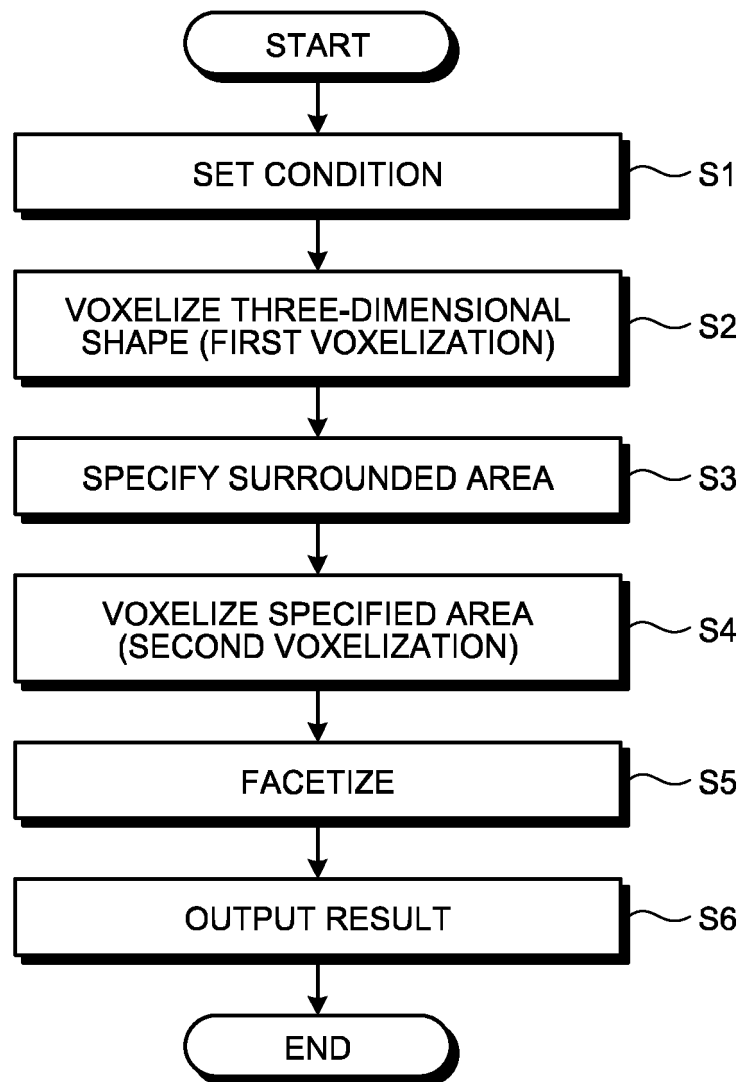 START
SET CONDITION
S1
VOXELIZE THREE-DIMENSIONAL
SHAPE (FIRST VOXELIZATION)
S2
SPECIFY SURROUNDED AREA
S3
VOXELIZE SPECIFIED AREA
(SECOND VOXELIZATION)
S4
FACETIZE
S5
OUTPUT RESULT
S6
END